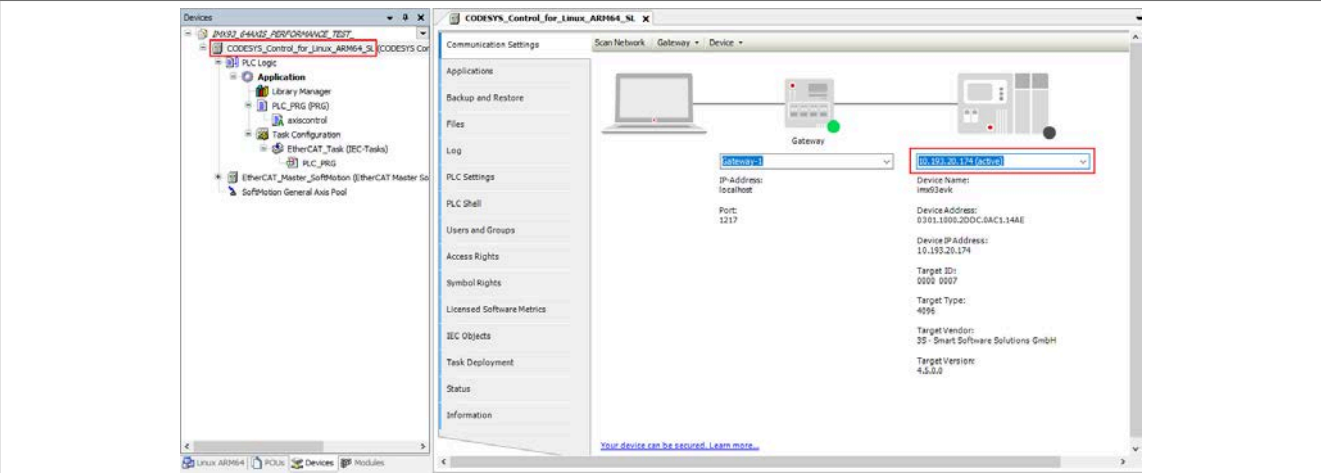 Devices
IMX93_64AXIS_PERFORMANCE_TEST_
CODESYS_Control_for_Linux_ARM64_SL (CODESYS Con
PLC Logic
Application
Library Manager
PLC_PRG (PRG)
axiscontrol
Task Configuration
EtherCAT_Task (IEC-Tasks)
PLC_PRG
EtherCAT_Master_SoftMotion (EtherCAT Master So
SoftMotion General Axis Pool
Linux ARM64
POUs
Devices
Modules
CODESYS_Control_for_Linux_ARM64_SL
Communication Settings
Applications
Backup and Restore
Files
Log
PLC Settings
PLC Shell
Users and Groups
Access Rights
Symbol Rights
Licensed Software Metrics
IEC Objects
Task Deployment
Status
Information
Scan Network Gateway Device
Gateway
Gateway-1
IP-Address:
localhost
Port:
1217
10.193.20.174 (active)
Device Name:
imx93evk
Device Address:
0301.1000.2DDC.0AC1.14AE
Device IP Address:
10.193.20.174
Target ID:
0000 0007
Target Type:
4096
Target Vendor:
3S - Smart Software Solutions GmbH
Target Version:
4.5.0.0
Your device can be secured. Learn more...